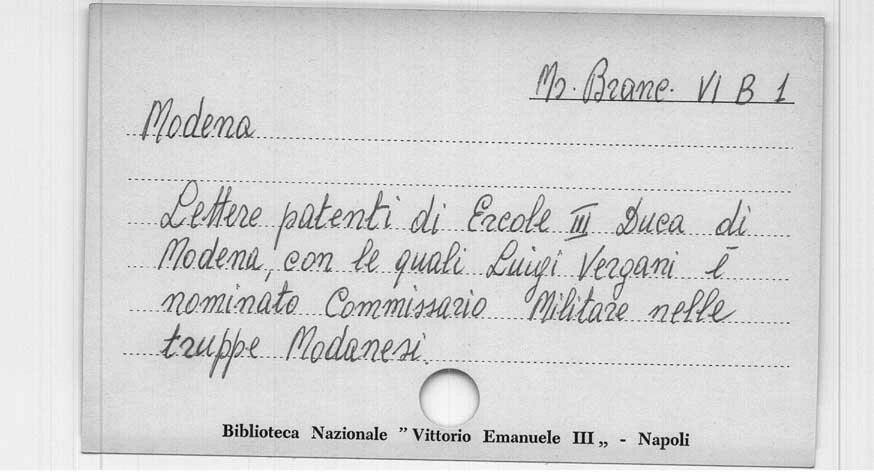 Ms. Branc. VI B 1
Modena
Lettere patenti di Ercole III Duca di
Modena, con le quali Luigi Vergani è
nominato Commissario Militare nelle
truppe Modanesi.
Biblioteca Nazionale "Vittorio Emanuele III„ - Napoli